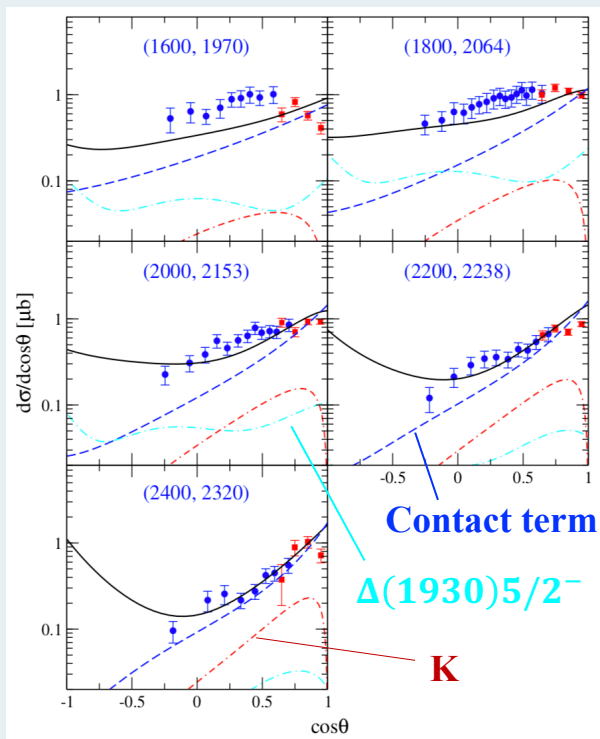 (1600, 1970)
(1800, 2064)
1
0.1
(2000, 2153)
(2200, 2238)
1
0.1
dσ/dcosθ [μb]
-0.5 0 0.5 1
(2400, 2320)
Contact term
1
Δ(1930)5/2⁻
0.1
K
-1 -0.5 0 0.5 1
cosθ